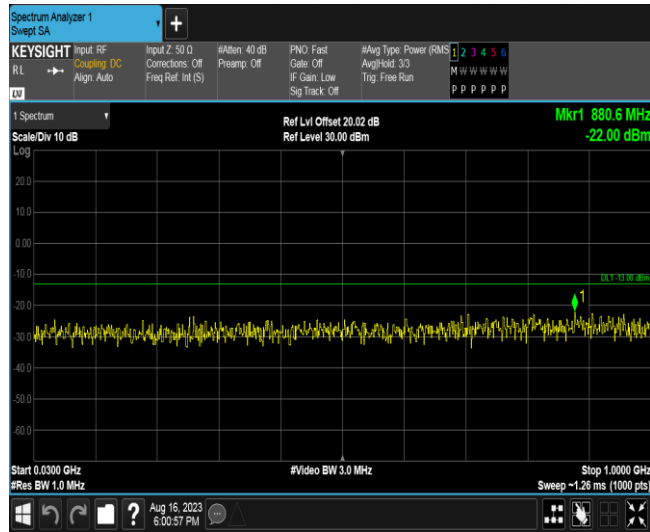 Spectrum Analyzer 1
Swept SA
+
KEYSIGHT Input: RF
RL Coupling: DC
Align: Auto
LXI
Input Z: 50 Ω
Corrections: Off
Freq Ref: Int (S)
#Atten: 40 dB
Preamp: Off
PNO: Fast
Gate: Off
IF Gain: Low
Sig Track: Off
#Avg Type: Power (RMS
Avg|Hold: 3/3
Trig: Free Run
1 2 3 4 5 6
M W W W W W
P P P P P P
1 Spectrum
Scale/Div 10 dB
Ref Lvl Offset 20.02 dB
Ref Level 30.00 dBm
Mkr1 880.6 MHz
-22.00 dBm
Log
20.0
10.0
0.00
-10.0
DL1 -13.00 dBm
1
-20.0
-30.0
-40.0
-50.0
-60.0
Start 0.0300 GHz
#Res BW 1.0 MHz
#Video BW 3.0 MHz
Stop 1.0000 GHz
Sweep ~1.26 ms (1000 pts)
?
Aug 16, 2023
6:00:57 PM